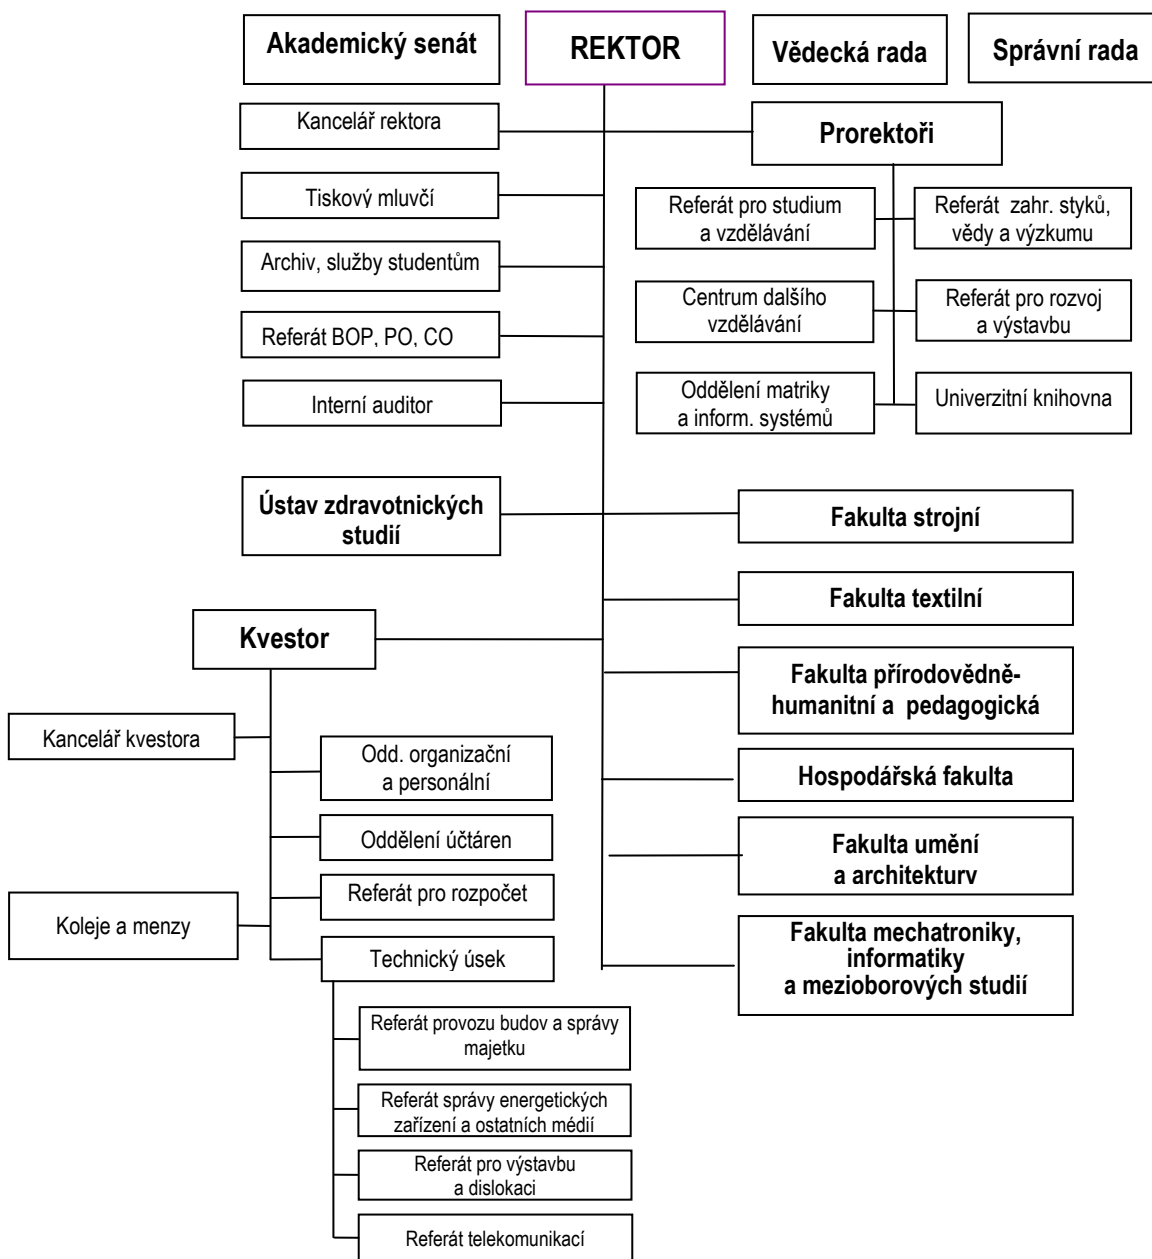 Akademický senát
REKTOR
Vědecká rada
Správní rada
Kancelář rektora
Prorektoři
Tiskový mluvčí
Referát pro studium
a vzdělávání
Referát  zahr. styků,
vědy a výzkumu
Archiv, služby studentům
Centrum dalšího
vzdělávání
Referát pro rozvoj
a výstavbu
Referát BOP, PO, CO
Interní auditor
Oddělení matriky
a inform. systémů
Univerzitní knihovna
Ústav zdravotnických
studií
Fakulta strojní
Fakulta textilní
Kvestor
Fakulta přírodovědně-
humanitní a  pedagogická
Kancelář kvestora
Odd. organizační
a personální
Hospodářská fakulta
Oddělení účtáren
Fakulta umění
a architekturv
Referát pro rozpočet
Koleje a menzy
Technický úsek
Fakulta mechatroniky,
informatiky
a mezioborových studií
Referát provozu budov a správy
majetku
Referát správy energetických
zařízení a ostatních médií
Referát pro výstavbu
a dislokaci
Referát telekomunikací